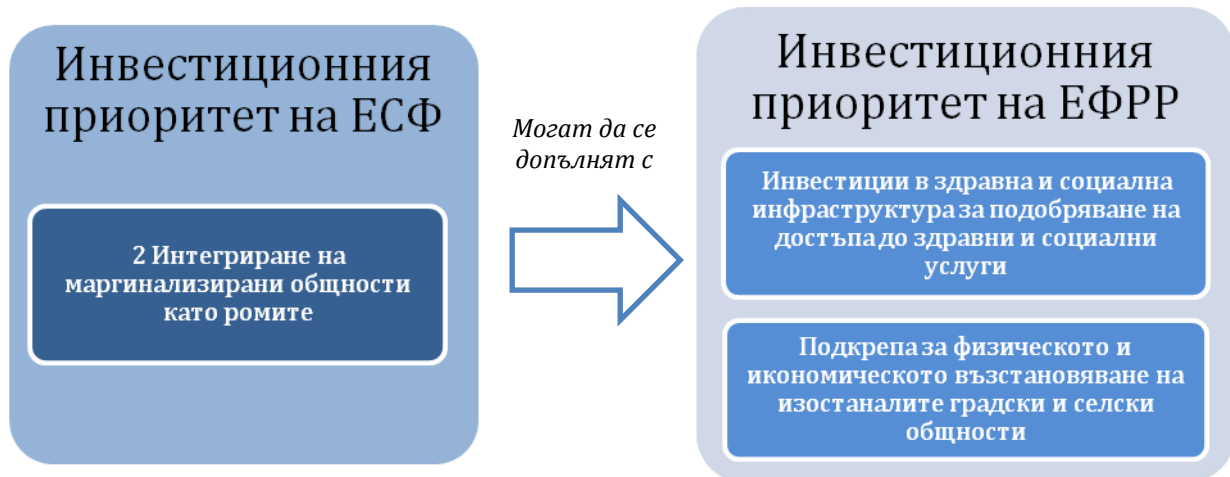 Инвестиционния
приоритет на ЕСФ
2 Интегриране на
маргинализирани общности
като ромите
Могат да се
допълнят с
Инвестиционния
приоритет на ЕФРР
Инвестиции в здравна и социална
инфраструктура за подобряване на
достъпа до здравни и социални
услуги
Подкрепа за физическото и
икономическото възстановяване на
изостаналите градски и селски
общности